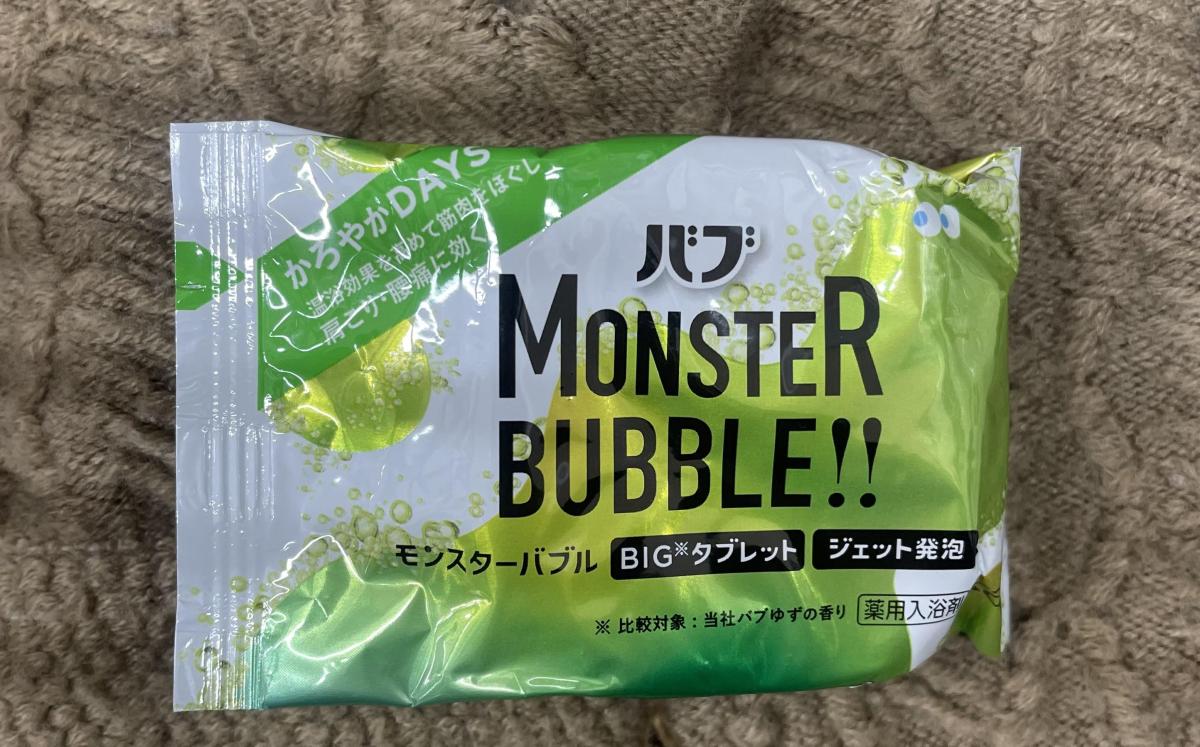 かろやかDAYS
温浴効果を高めて筋肉をほぐし
肩こり・腰痛に効く
バブ
MONSTER
BUBBLE!!
モンスターバブル BIG※タブレット ジェット発泡
※ 比較対象：当社バブゆずの香り 薬用入浴剤